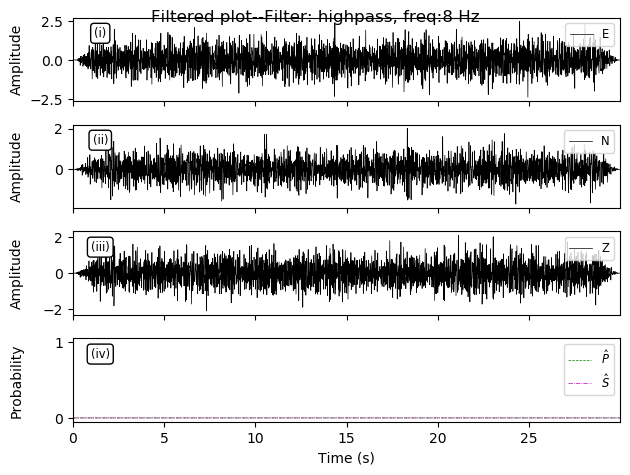 Filtered plot--Filter: highpass, freq:8 Hz
Amplitude
2.5
0.0
−2.5
(i)
E
Amplitude
2
0
(ii)
N
Amplitude
2
0
−2
(iii)
Z
Probability
1
0
(iv)
P̂
Ŝ
0 5 10 15 20 25
Time (s)